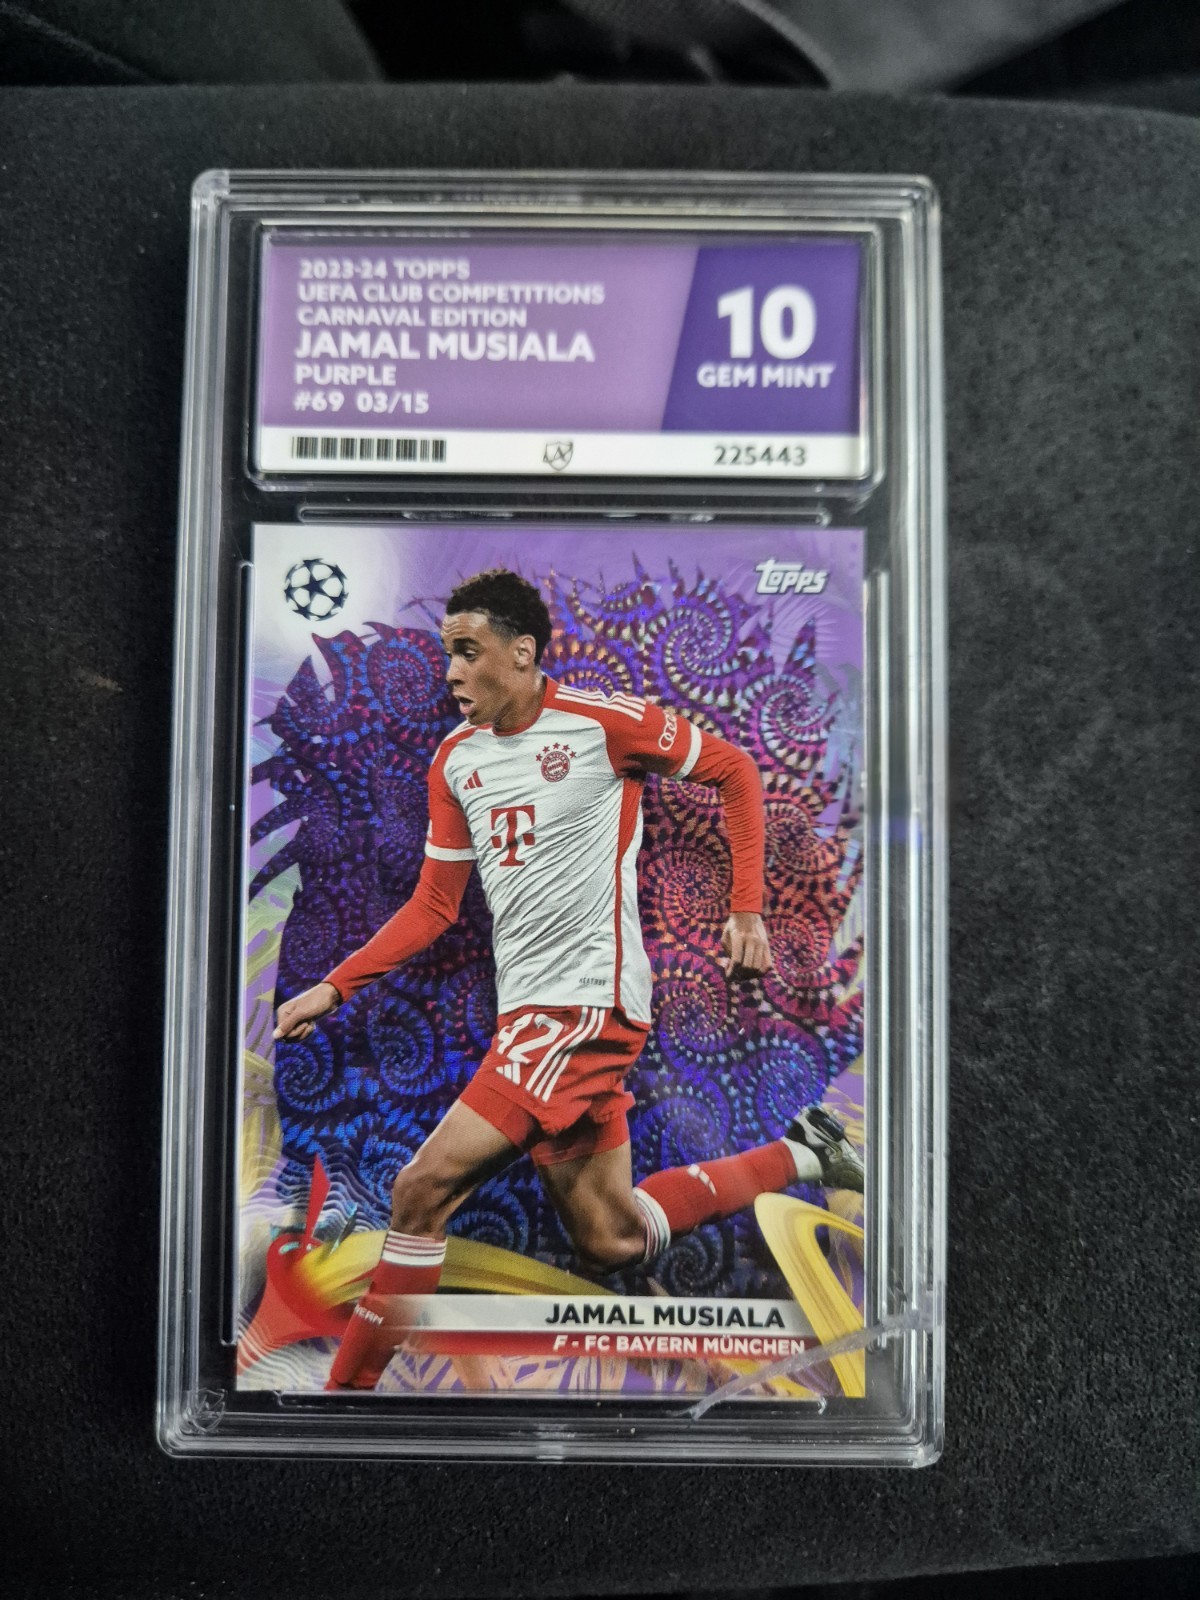 2023-24 TOPPS
UEFA CLUB COMPETITIONS
CARNAVAL EDITION
JAMAL MUSIALA
PURPLE
#69 03/15
10
GEM MINT
225443
Topps
T
42
JAMAL MUSIALA
F - FC BAYERN MÜNCHEN